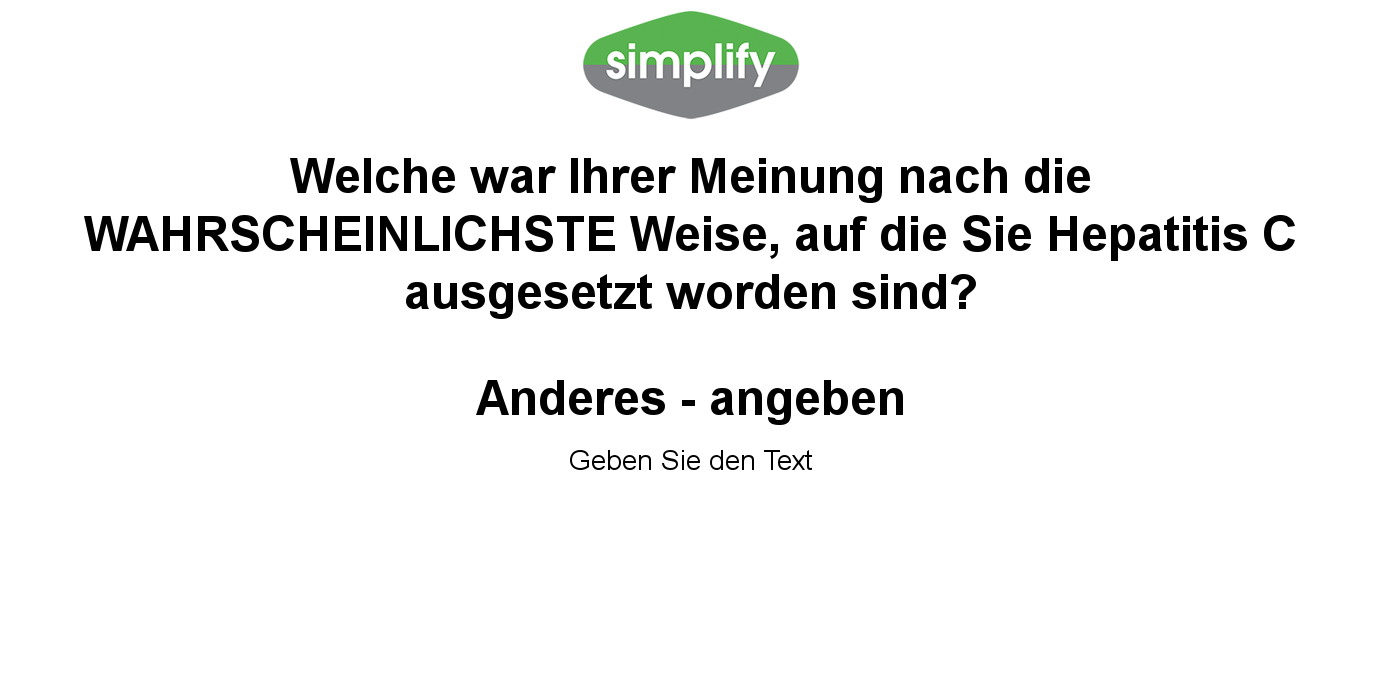 simplify
Welche war Ihrer Meinung nach die
WAHRSCHEINLICHSTE Weise, auf die Sie Hepatitis C
ausgesetzt worden sind?
Anderes - angeben
Geben Sie den Text